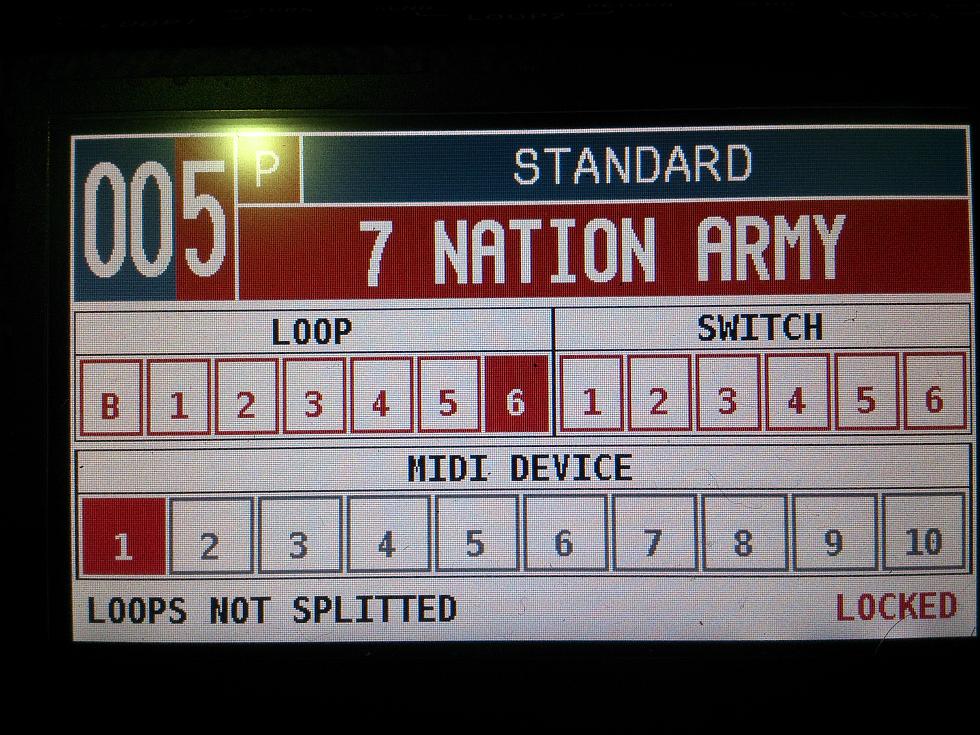 005 P STANDARD
7 NATION ARMY
LOOP SWITCH
B 1 2 3 4 5 6 1 2 3 4 5 6
MIDI DEVICE
1 2 3 4 5 6 7 8 9 10
LOOPS NOT SPLITTED LOCKED